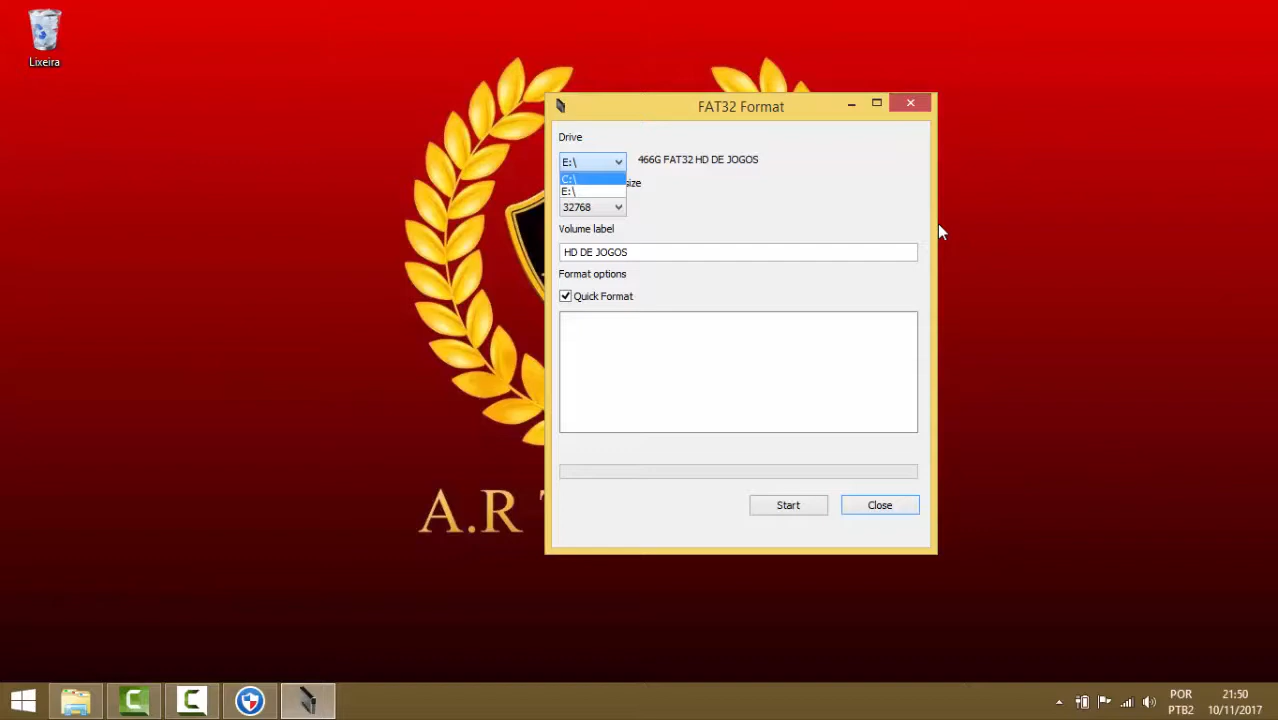 Lixeira
FAT32 Format
Drive
E:\
466G FAT32 HD DE JOGOS
C:\
size
E:\
32768
Volume label
HD DE JOGOS
Format options
Quick Format
Start
Close
A.R
POR
PTB2
21:50
10/11/2017